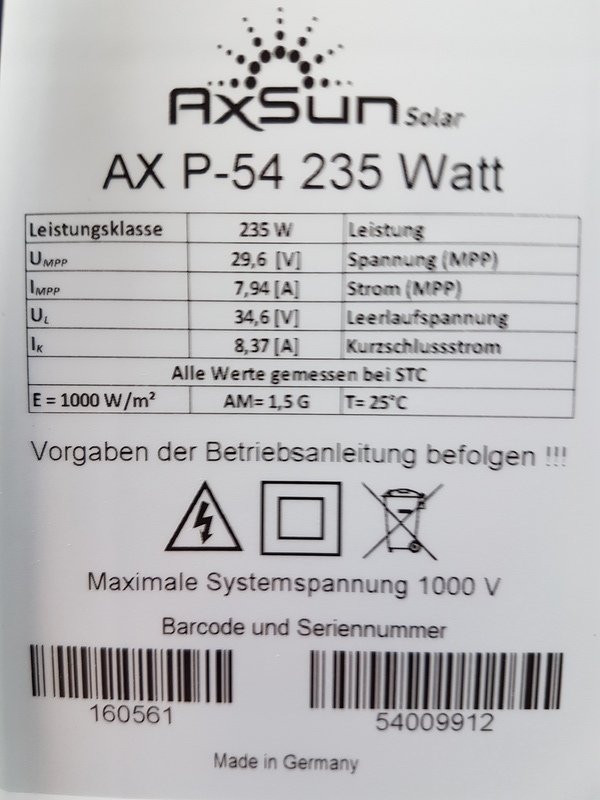 AxSun Solar
AX P-54 235 Watt
Leistungsklasse 235 W Leistung
UMPP 29,6 [V] Spannung (MPP)
IMPP 7,94 [A] Strom (MPP)
UL 34,6 [V] Leerlaufspannung
IK 8,37 [A] Kurzschlussstrom
Alle Werte gemessen bei STC
E = 1000 W/m² AM= 1,5 G T= 25°C
Vorgaben der Betriebsanleitung befolgen !!!
Maximale Systemspannung 1000 V
Barcode und Seriennummer
160561 54009912
Made in Germany